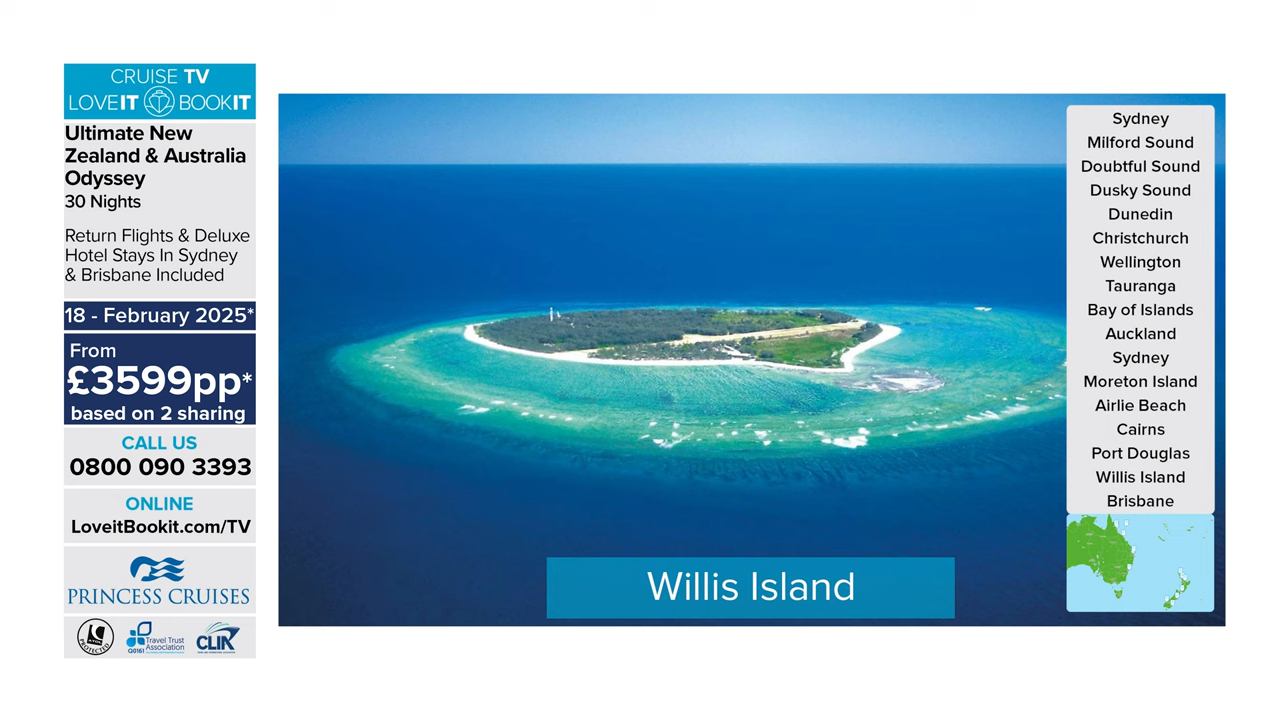 CRUISE TV
LOVEIT BOOKIT
Ultimate New
Zealand & Australia
Odyssey
30 Nights
Return Flights & Deluxe
Hotel Stays In Sydney
& Brisbane Included
18 - February 2025*
From
£3599pp*
based on 2 sharing
CALL US
0800 090 3393
ONLINE
LoveitBookit.com/TV
PRINCESS CRUISES
PROTECTED
Travel Trust
Association
Q0161
CLIA
Willis Island
Sydney
Milford Sound
Doubtful Sound
Dusky Sound
Dunedin
Christchurch
Wellington
Tauranga
Bay of Islands
Auckland
Sydney
Moreton Island
Airlie Beach
Cairns
Port Douglas
Willis Island
Brisbane